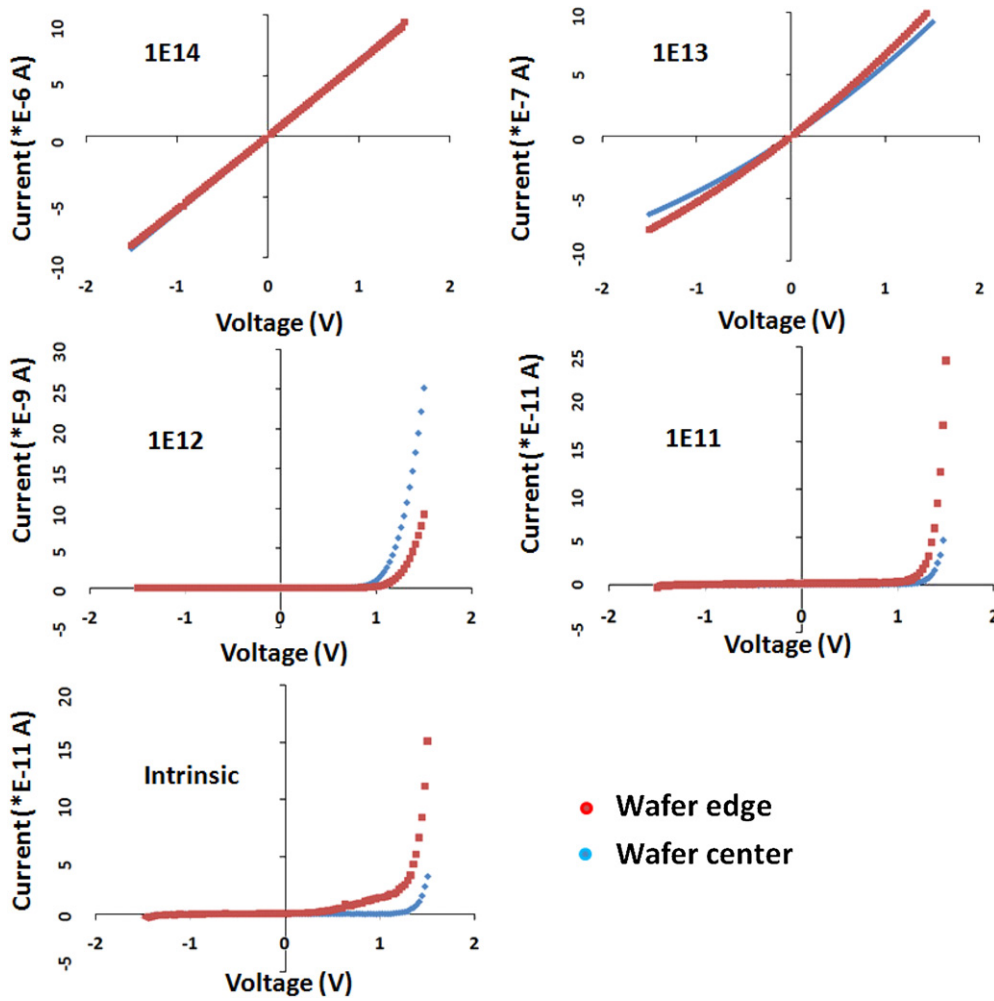 1E14
Current(*E-6 A)
10
5
0
-5
-10
-2 -1 0 1 2
Voltage (V)
1E13
Current(*E-7 A)
10
5
0
-5
-10
-2 -1 0 1 2
Voltage (V)
1E12
Current(*E-9 A)
30
25
20
15
10
5
0
-5
-2 -1 0 1 2
Voltage (V)
1E11
Current(*E-11 A)
25
20
15
10
5
0
-5
-2 -1 0 1 2
Voltage (V)
Intrinsic
Current(*E-11 A)
20
15
10
5
0
-5
-2 -1 0 1 2
Voltage (V)
Wafer edge
Wafer center